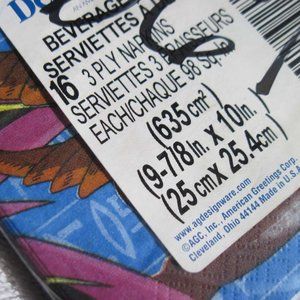 Do
BEVERAGE
SERVIETTES À
16 3 PLY NAPKINS
SERVIETTES 3 ÉPAISSEURS
EACH/CHAQUE 98 Sq. In.
(635 cm²)
(9-7/8 In. X 10 In.)
(25 cm X 25.4 cm)
www.agdesignware.com
©AGC, Inc., American Greetings Corp.
Cleveland, Ohio 44144 Made in U.S.A.